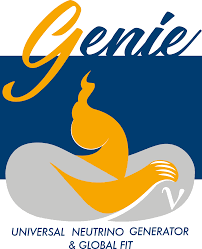 Genie
ν
UNIVERSAL NEUTRINO GENERATOR
& GLOBAL FIT